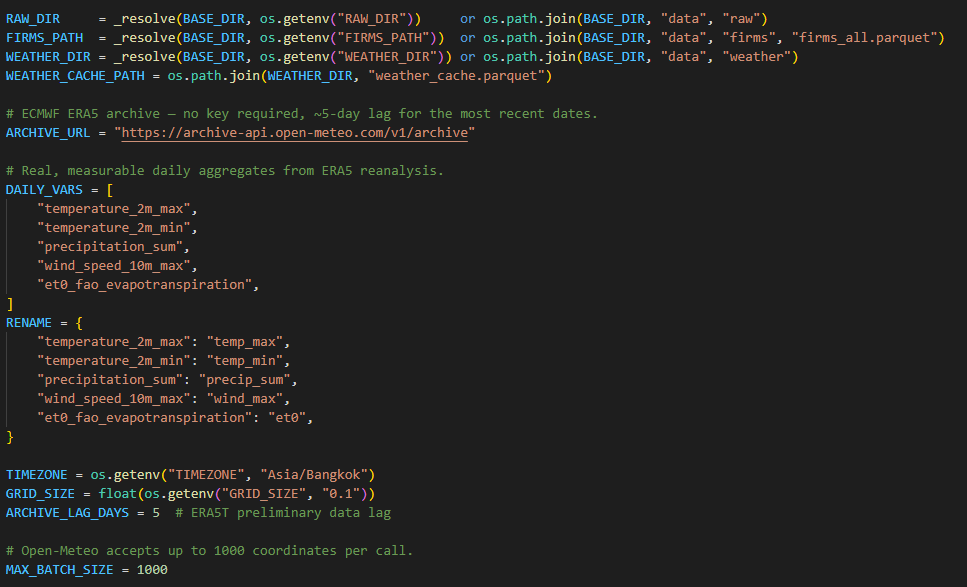 RAW_DIR     = _resolve(BASE_DIR, os.getenv("RAW_DIR"))     or os.path.join(BASE_DIR, "data", "raw")
FIRMS_PATH  = _resolve(BASE_DIR, os.getenv("FIRMS_PATH"))  or os.path.join(BASE_DIR, "data", "firms", "firms_all.parquet")
WEATHER_DIR = _resolve(BASE_DIR, os.getenv("WEATHER_DIR")) or os.path.join(BASE_DIR, "data", "weather")
WEATHER_CACHE_PATH = os.path.join(WEATHER_DIR, "weather_cache.parquet")

# ECMWF ERA5 archive — no key required, ~5-day lag for the most recent dates.
ARCHIVE_URL = "https://archive-api.open-meteo.com/v1/archive"

# Real, measurable daily aggregates from ERA5 reanalysis.
DAILY_VARS = [
    "temperature_2m_max",
    "temperature_2m_min",
    "precipitation_sum",
    "wind_speed_10m_max",
    "et0_fao_evapotranspiration",
]
RENAME = {
    "temperature_2m_max": "temp_max",
    "temperature_2m_min": "temp_min",
    "precipitation_sum": "precip_sum",
    "wind_speed_10m_max": "wind_max",
    "et0_fao_evapotranspiration": "et0",
}

TIMEZONE = os.getenv("TIMEZONE", "Asia/Bangkok")
GRID_SIZE = float(os.getenv("GRID_SIZE", "0.1"))
ARCHIVE_LAG_DAYS = 5  # ERA5T preliminary data lag

# Open-Meteo accepts up to 1000 coordinates per call.
MAX_BATCH_SIZE = 1000